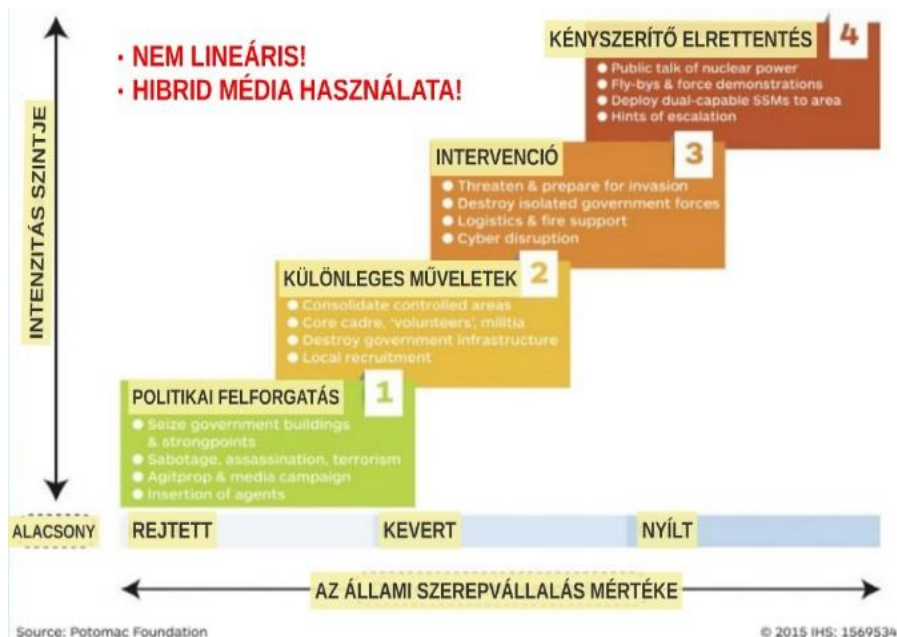 · NEM LINEÁRIS!
· HIBRID MÉDIA HASZNÁLATA!
INTENZITÁS SZINTJE
KÉNYSZERÍTŐ ELRETTENTÉS 4
● Public talk of nuclear power
● Fly-bys & force demonstrations
● Deploy dual-capable SSMs to area
● Hints of escalation
INTERVENCIÓ 3
● Threaten & prepare for invasion
● Destroy isolated government forces
● Logistics & fire support
● Cyber disruption
KÜLÖNLEGES MŰVELETEK 2
● Consolidate controlled areas
● Core cadre, 'volunteers', militia
● Destroy government infrastructure
● Local recruitment
POLITIKAI FELFORGATÁS 1
● Seize government buildings
& strongpoints
● Sabotage, assassination, terrorism
● Agitprop & media campaign
● Insertion of agents
ALACSONY REJTETT KEVERT NYÍLT
AZ ÁLLAMI SZEREPVÁLLALÁS MÉRTÉKE
Source: Potomac Foundation © 2015 IHS: 1569534